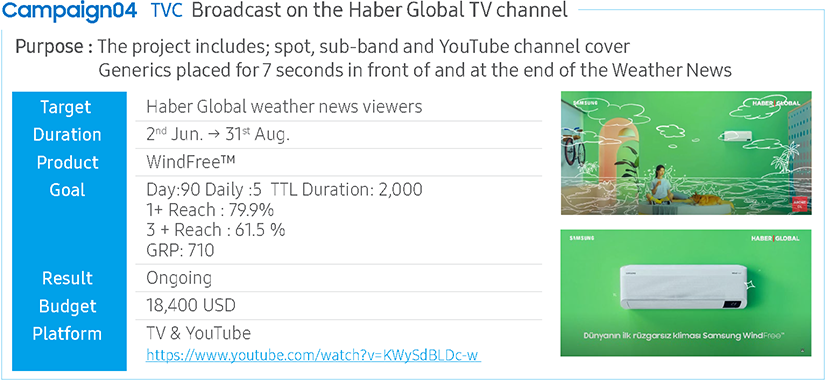 Campaign04 TVC Broadcast on the Haber Global TV channel
Purpose : The project includes; spot, sub-band and YouTube channel cover
Generics placed for 7 seconds in front of and at the end of the Weather News
Target Haber Global weather news viewers
Duration 2nd Jun. → 31st Aug.
Product WindFree™
Goal Day:90 Daily :5 TTL Duration: 2,000
1+ Reach : 79.9%
3 + Reach : 61.5 %
GRP: 710
Result Ongoing
Budget 18,400 USD
Platform TV & YouTube
https://www.youtube.com/watch?v=KWySdBLDc-w
SAMSUNG HABER GLOBAL
SAMSUNG HABER GLOBAL
SAMSUNG
Dünyanın ilk rüzgarsız kliması Samsung WindFree™